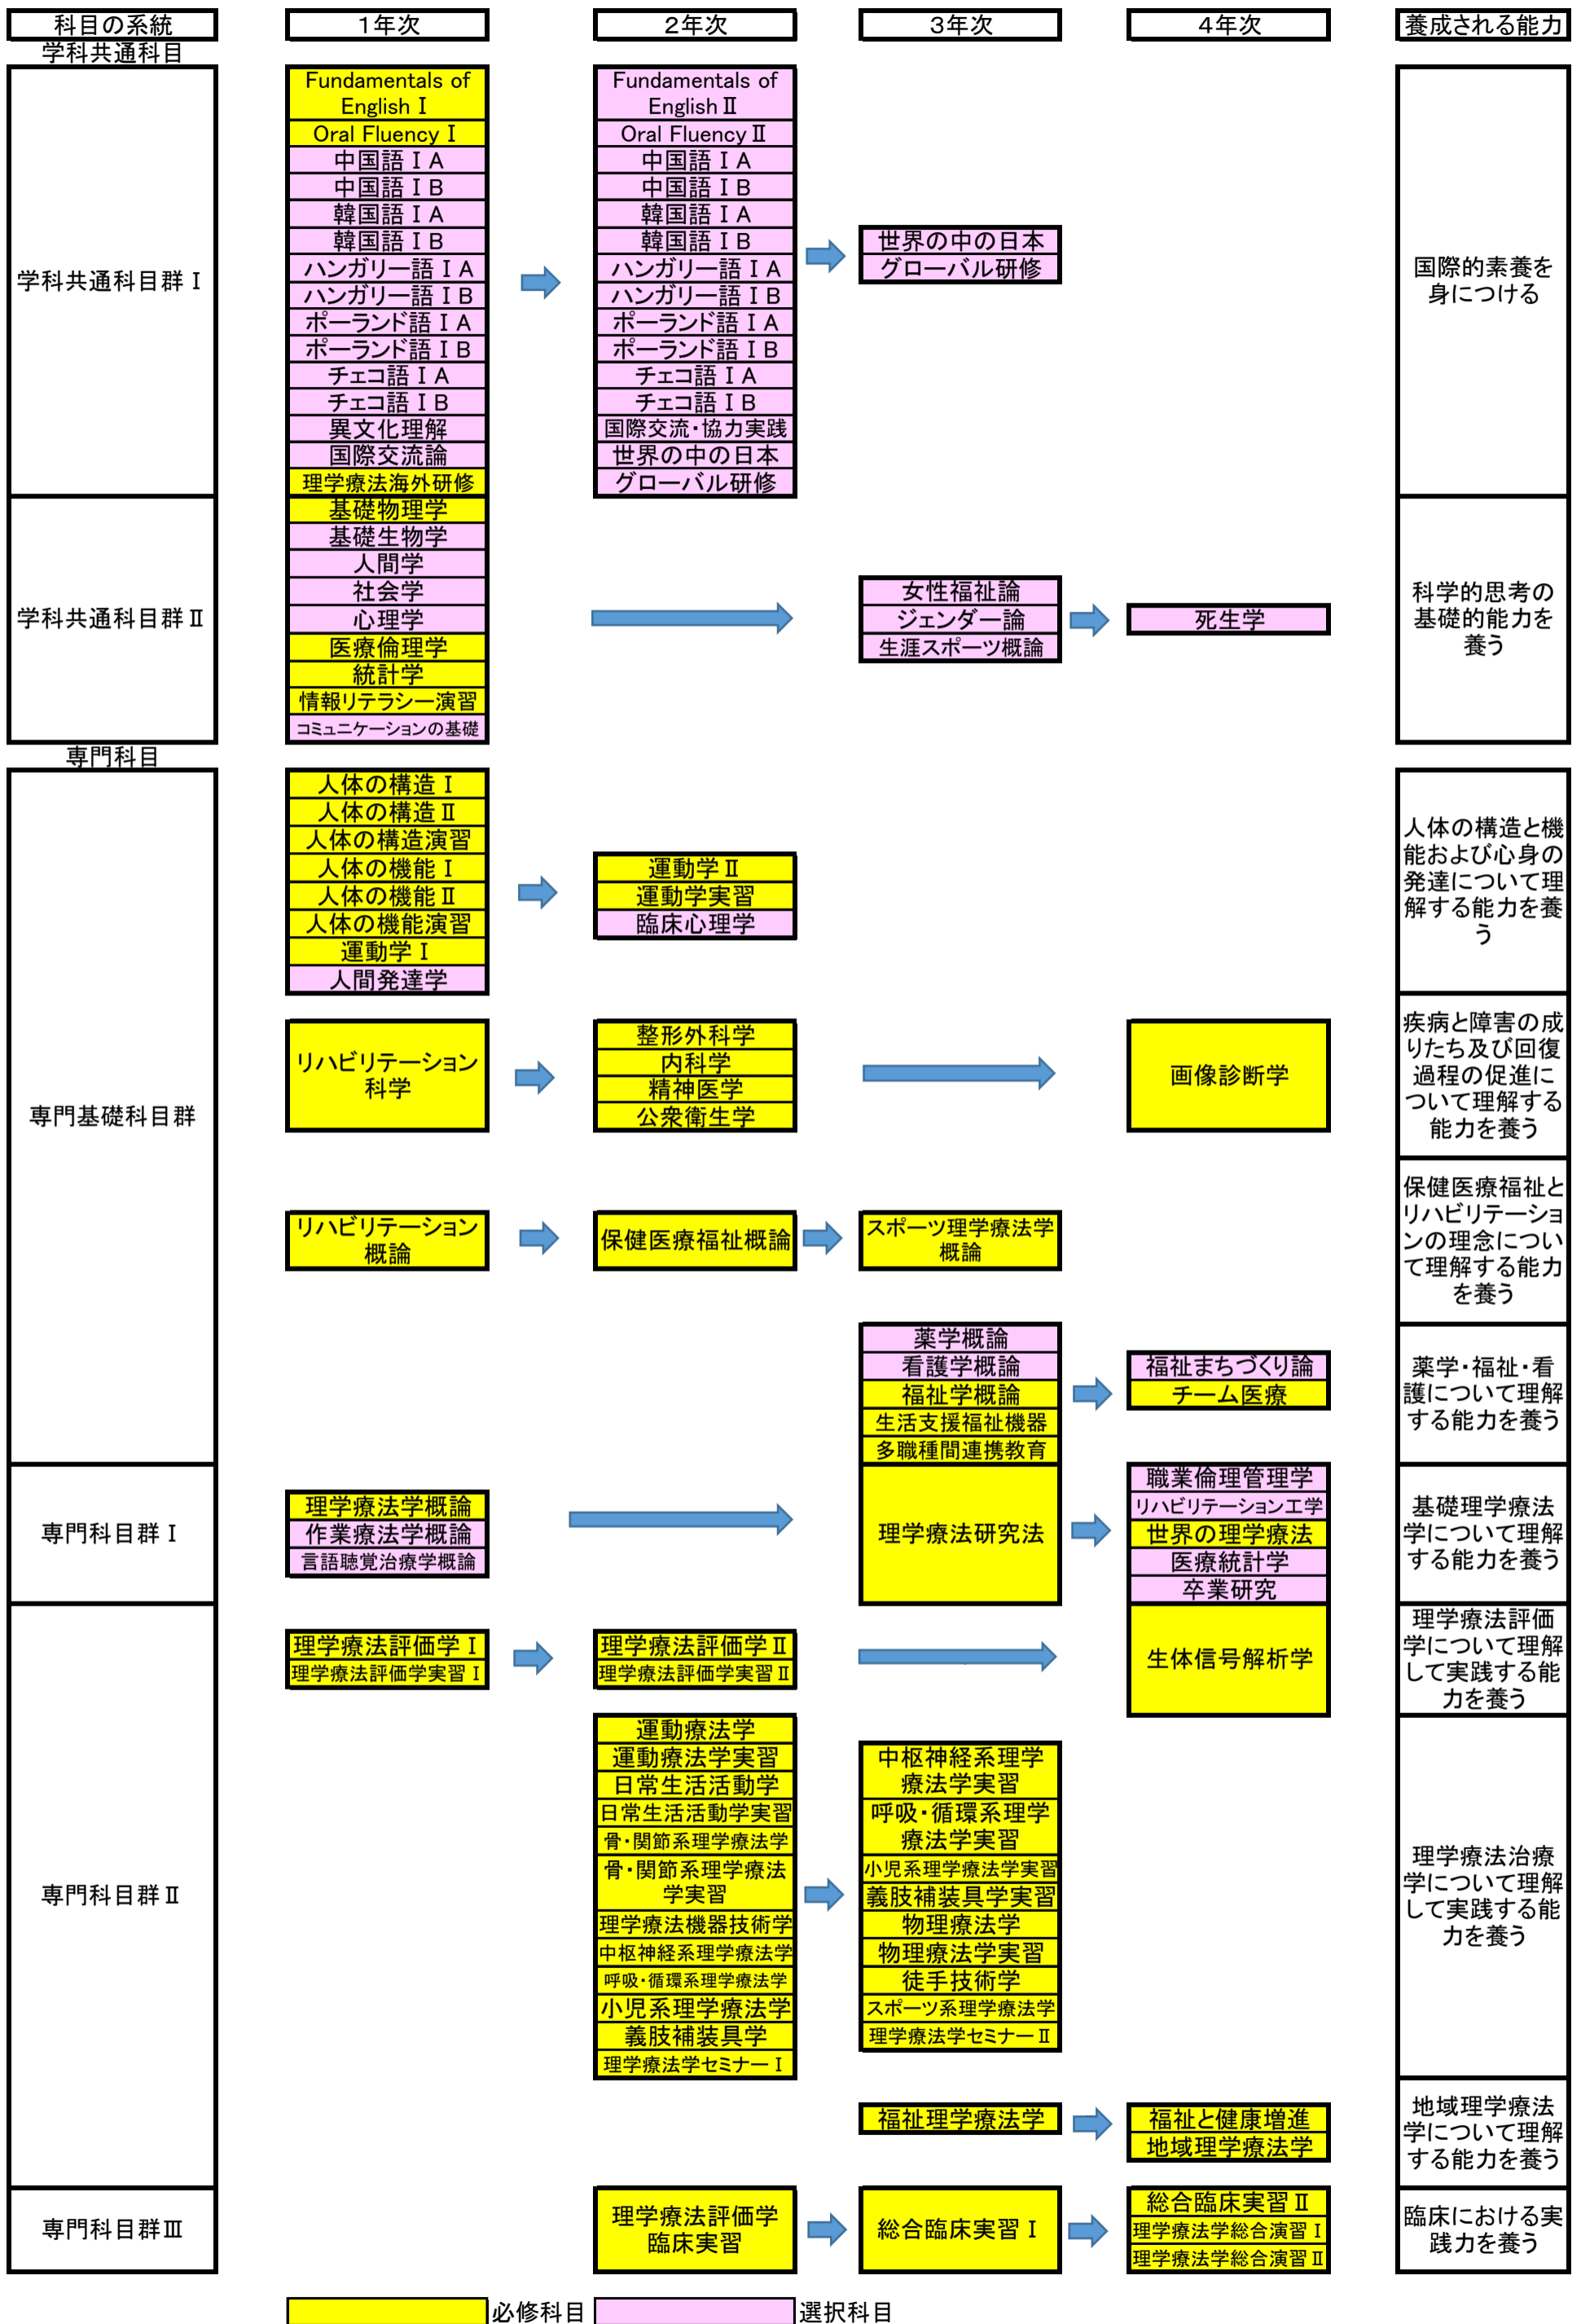 科目の系統
1年次
2年次
3年次
4年次
養成される能力
学科共通科目
学科共通科目群Ⅰ
Fundamentals of
EnglishⅠ
Oral FluencyⅠ
中国語ⅠA
中国語ⅠB
韓国語ⅠA
韓国語ⅠB
ハンガリー語ⅠA
ハンガリー語ⅠB
ポーランド語ⅠA
ポーランド語ⅠB
チェコ語ⅠA
チェコ語ⅠB
異文化理解
国際交流論
理学療法海外研修
Fundamentals of
EnglishⅡ
Oral FluencyⅡ
中国語ⅠA
中国語ⅠB
韓国語ⅠA
韓国語ⅠB
ハンガリー語ⅠA
ハンガリー語ⅠB
ポーランド語ⅠA
ポーランド語ⅠB
チェコ語ⅠA
チェコ語ⅠB
国際交流・協力実践
世界の中の日本
グローバル研修
世界の中の日本
グローバル研修
国際的素養を
身につける
学科共通科目群Ⅱ
基礎物理学
基礎生物学
人間学
社会学
心理学
医療倫理学
統計学
情報リテラシー演習
コミュニケーションの基礎
女性福祉論
ジェンダー論
生涯スポーツ概論
死生学
科学的思考の
基礎的能力を
養う
専門科目
専門基礎科目群
人体の構造Ⅰ
人体の構造Ⅱ
人体の構造演習
人体の機能Ⅰ
人体の機能Ⅱ
人体の機能演習
運動学Ⅰ
人間発達学
運動学Ⅱ
運動学実習
臨床心理学
人体の構造と機
能および心身の
発達について理
解する能力を養
う
リハビリテーション
科学
整形外科学
内科学
精神医学
公衆衛生学
画像診断学
疾病と障害の成
りたち及び回復
過程の促進に
ついて理解する
能力を養う
リハビリテーション
概論
保健医療福祉概論
スポーツ理学療法学
概論
保健医療福祉と
リハビリテーショ
ンの理念につい
て理解する能力
を養う
薬学概論
看護学概論
福祉学概論
生活支援福祉機器
多職種間連携教育
福祉まちづくり論
チーム医療
薬学・福祉・看
護について理解
する能力を養う
専門科目群Ⅰ
理学療法学概論
作業療法学概論
言語聴覚治療学概論
理学療法研究法
職業倫理管理学
リハビリテーション工学
世界の理学療法
医療統計学
卒業研究
基礎理学療法
学について理解
する能力を養う
専門科目群Ⅱ
理学療法評価学Ⅰ
理学療法評価学実習Ⅰ
理学療法評価学Ⅱ
理学療法評価学実習Ⅱ
生体信号解析学
理学療法評価
学について理解
して実践する能
力を養う
運動療法学
運動療法学実習
日常生活活動学
日常生活活動学実習
骨・関節系理学療法学
骨・関節系理学療法
学実習
理学療法機器技術学
中枢神経系理学療法学
呼吸・循環系理学療法学
小児系理学療法学
義肢補装具学
理学療法学セミナーⅠ
中枢神経系理学
療法学実習
呼吸・循環系理学
療法学実習
小児系理学療法学実習
義肢補装具学実習
物理療法学
物理療法学実習
徒手技術学
スポーツ系理学療法学
理学療法学セミナーⅡ
理学療法治療
学について理解
して実践する能
力を養う
福祉理学療法学
福祉と健康増進
地域理学療法学
地域理学療法
学について理解
する能力を養う
専門科目群Ⅲ
理学療法評価学
臨床実習
総合臨床実習Ⅰ
総合臨床実習Ⅱ
理学療法学総合演習Ⅰ
理学療法学総合演習Ⅱ
臨床における実
践力を養う
必修科目
選択科目